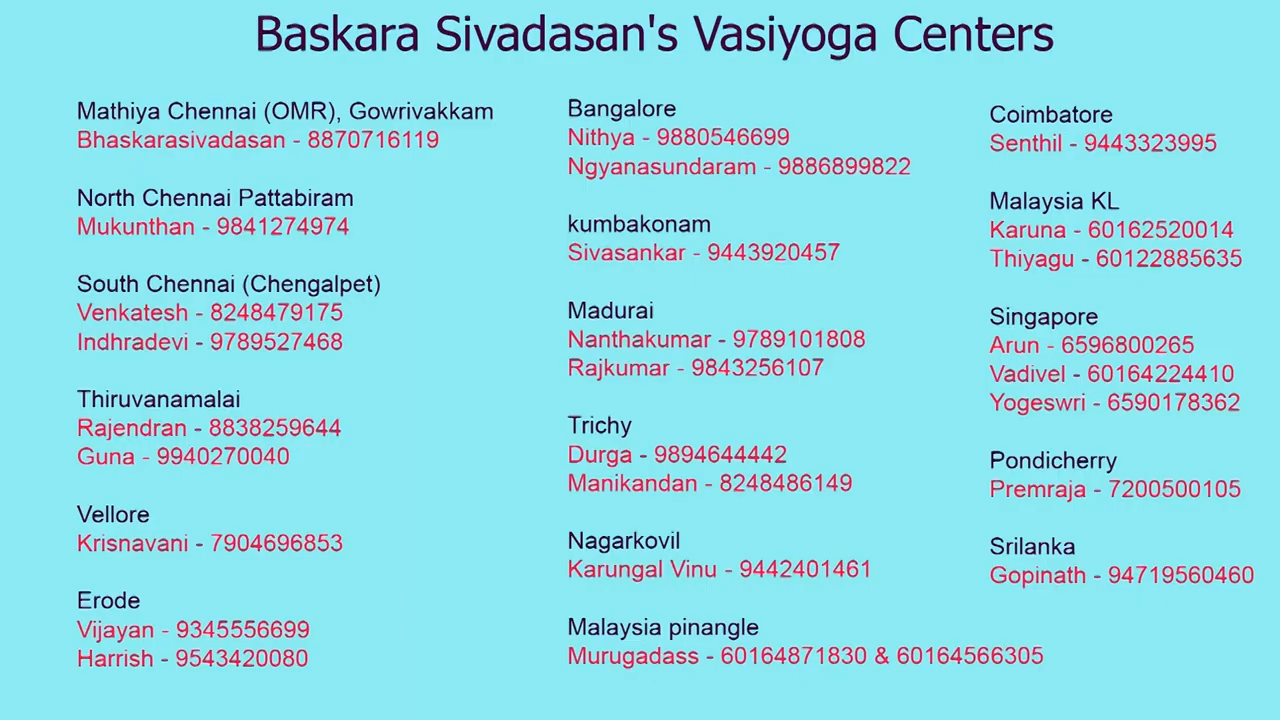 Baskara Sivadasan's Vasiyoga Centers
Mathiya Chennai (OMR), Gowrivakkam
Bhaskarasivadasan - 8870716119
North Chennai Pattabiram
Mukunthan - 9841274974
South Chennai (Chengalpet)
Venkatesh - 8248479175
Indhradevi - 9789527468
Thiruvanamalai
Rajendran - 8838259644
Guna - 9940270040
Vellore
Krisnavani - 7904696853
Erode
Vijayan - 9345556699
Harrish - 9543420080
Bangalore
Nithya - 9880546699
Ngyanasundaram - 9886899822
kumbakonam
Sivasankar - 9443920457
Madurai
Nanthakumar - 9789101808
Rajkumar - 9843256107
Trichy
Durga - 9894644442
Manikandan - 8248486149
Nagarkovil
Karungal Vinu - 9442401461
Malaysia pinangle
Murugadass - 60164871830 & 60164566305
Coimbatore
Senthil - 9443323995
Malaysia KL
Karuna - 60162520014
Thiyagu - 60122885635
Singapore
Arun - 6596800265
Vadivel - 60164224410
Yogeswri - 6590178362
Pondicherry
Premraja - 7200500105
Srilanka
Gopinath - 94719560460